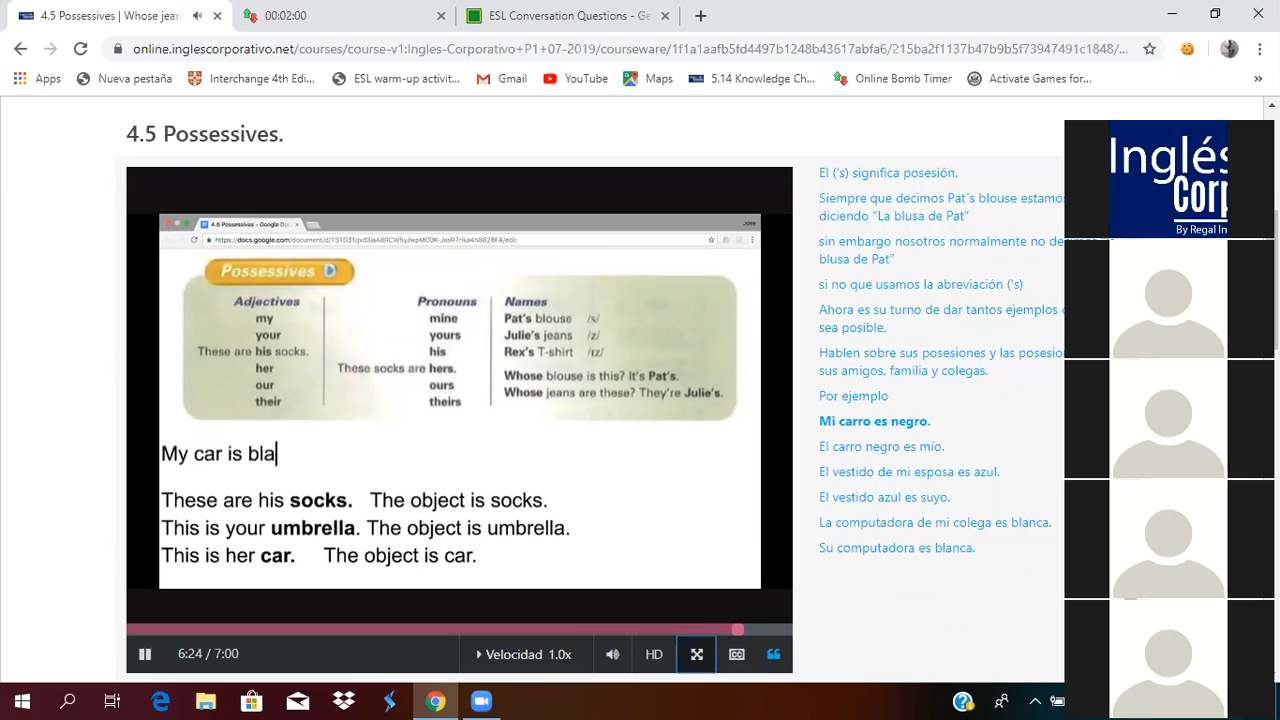 4.5 Possessives | Whose jean
00:02:00
ESL Conversation Questions - Ge
online.inglescorporativo.net/courses/course-v1:Ingles-Corporativo+P1+07-2019/courseware/1f1a1aafb5fd4497b1248b43617abfa6/215ba2f1137b47b9b5f73947491c1848/...
Apps
Nueva pestaña
Interchange 4th Edi...
ESL warm-up activit...
Gmail
YouTube
Maps
5.14 Knowledge Ch...
Online Bomb Timer
Activate Games for...
»
4.5 Possessives.
4.5 Possessives - Google Do
Possessives
Adjectives
my
your
These are his socks.
her
our
their
Pronouns
mine
yours
his
These socks are hers.
ours
theirs
Names
Pat's blouse /s/
Julie's jeans /z/
Rex's T-shirt /ız/
Whose blouse is this? It's Pat's.
Whose jeans are these? They're Julie's.
My car is bla
These are his socks. The object is socks.
This is your umbrella. The object is umbrella.
This is her car. The object is car.
6:24 / 7:00
Velocidad 1.0x
HD
El ('s) significa posesión.
Siempre que decimos Pat´s blouse estamos
diciendo "La blusa de Pat"
sin embargo nosotros normalmente no
blusa de Pat"
si no que usamos la abreviación ('s)
Ahora es su turno de dar tantos ejemplos
sea posible.
Hablen sobre sus posesiones y las
sus amigos, familia y colegas.
Por ejemplo
Mi carro es negro.
El carro negro es mío.
El vestido de mi esposa es azul.
El vestido azul es suyo.
La computadora de mi colega es blanca.
Su computadora es blanca.
Inglés
Corp
By Regal In